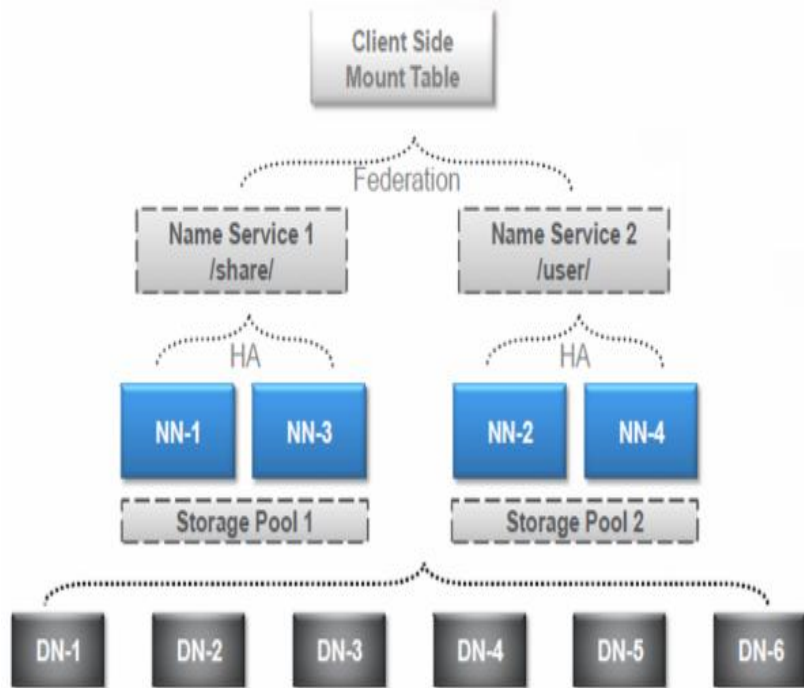 Client Side
Mount Table
Federation
Name Service 1
/share/
Name Service 2
/user/
HA
HA
NN-1
NN-3
NN-2
NN-4
Storage Pool 1
Storage Pool 2
DN-1
DN-2
DN-3
DN-4
DN-5
DN-6